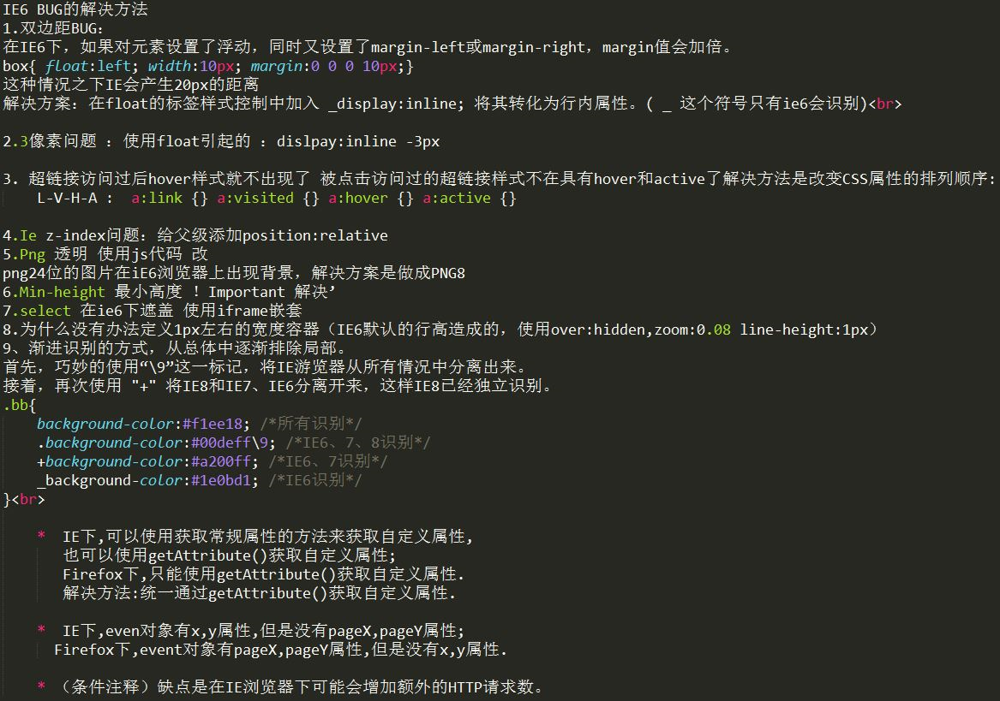 IE6 BUG的解决方法
1.双边距BUG:
在IE6下，如果对元素设置了浮动，同时又设置了margin-left或margin-right，margin值会加倍。
box{ float:left; width:10px; margin:0 0 0 10px;}
这种情况之下IE会产生20px的距离
解决方案：在float的标签样式控制中加入 _display:inline; 将其转化为行内属性。( _ 这个符号只有ie6会识别)<br>
2.3像素问题 ：使用float引起的 ：dislpay:inline -3px
3. 超链接访问过后hover样式就不出现了 被点击访问过的超链接样式不在具有hover和active了解决方法是改变CSS属性的排列顺序:
L-V-H-A :  a:link {} a:visited {} a:hover {} a:active {}
4.Ie z-index问题：给父级添加position:relative
5.Png 透明 使用js代码 改
png24位的图片在iE6浏览器上出现背景，解决方案是做成PNG8
6.Min-height 最小高度 ！Important 解决’
7.select 在ie6下遮盖 使用iframe嵌套
8.为什么没有办法定义1px左右的宽度容器（IE6默认的行高造成的，使用over:hidden,zoom:0.08 line-height:1px）
9、渐进识别的方式，从总体中逐渐排除局部。
首先，巧妙的使用“\9”这一标记，将IE游览器从所有情况中分离出来。
接着，再次使用 "+" 将IE8和IE7、IE6分离开来，这样IE8已经独立识别。
.bb{
background-color:#f1ee18; /*所有识别*/
.background-color:#00deff\9; /*IE6、7、8识别*/
+background-color:#a200ff; /*IE6、7识别*/
_background-color:#1e0bd1; /*IE6识别*/
}<br>
*  IE下,可以使用获取常规属性的方法来获取自定义属性,
也可以使用getAttribute()获取自定义属性;
Firefox下,只能使用getAttribute()获取自定义属性.
解决方法:统一通过getAttribute()获取自定义属性.
*  IE下,even对象有x,y属性,但是没有pageX,pageY属性;
Firefox下,event对象有pageX,pageY属性,但是没有x,y属性.
* （条件注释）缺点是在IE浏览器下可能会增加额外的HTTP请求数。